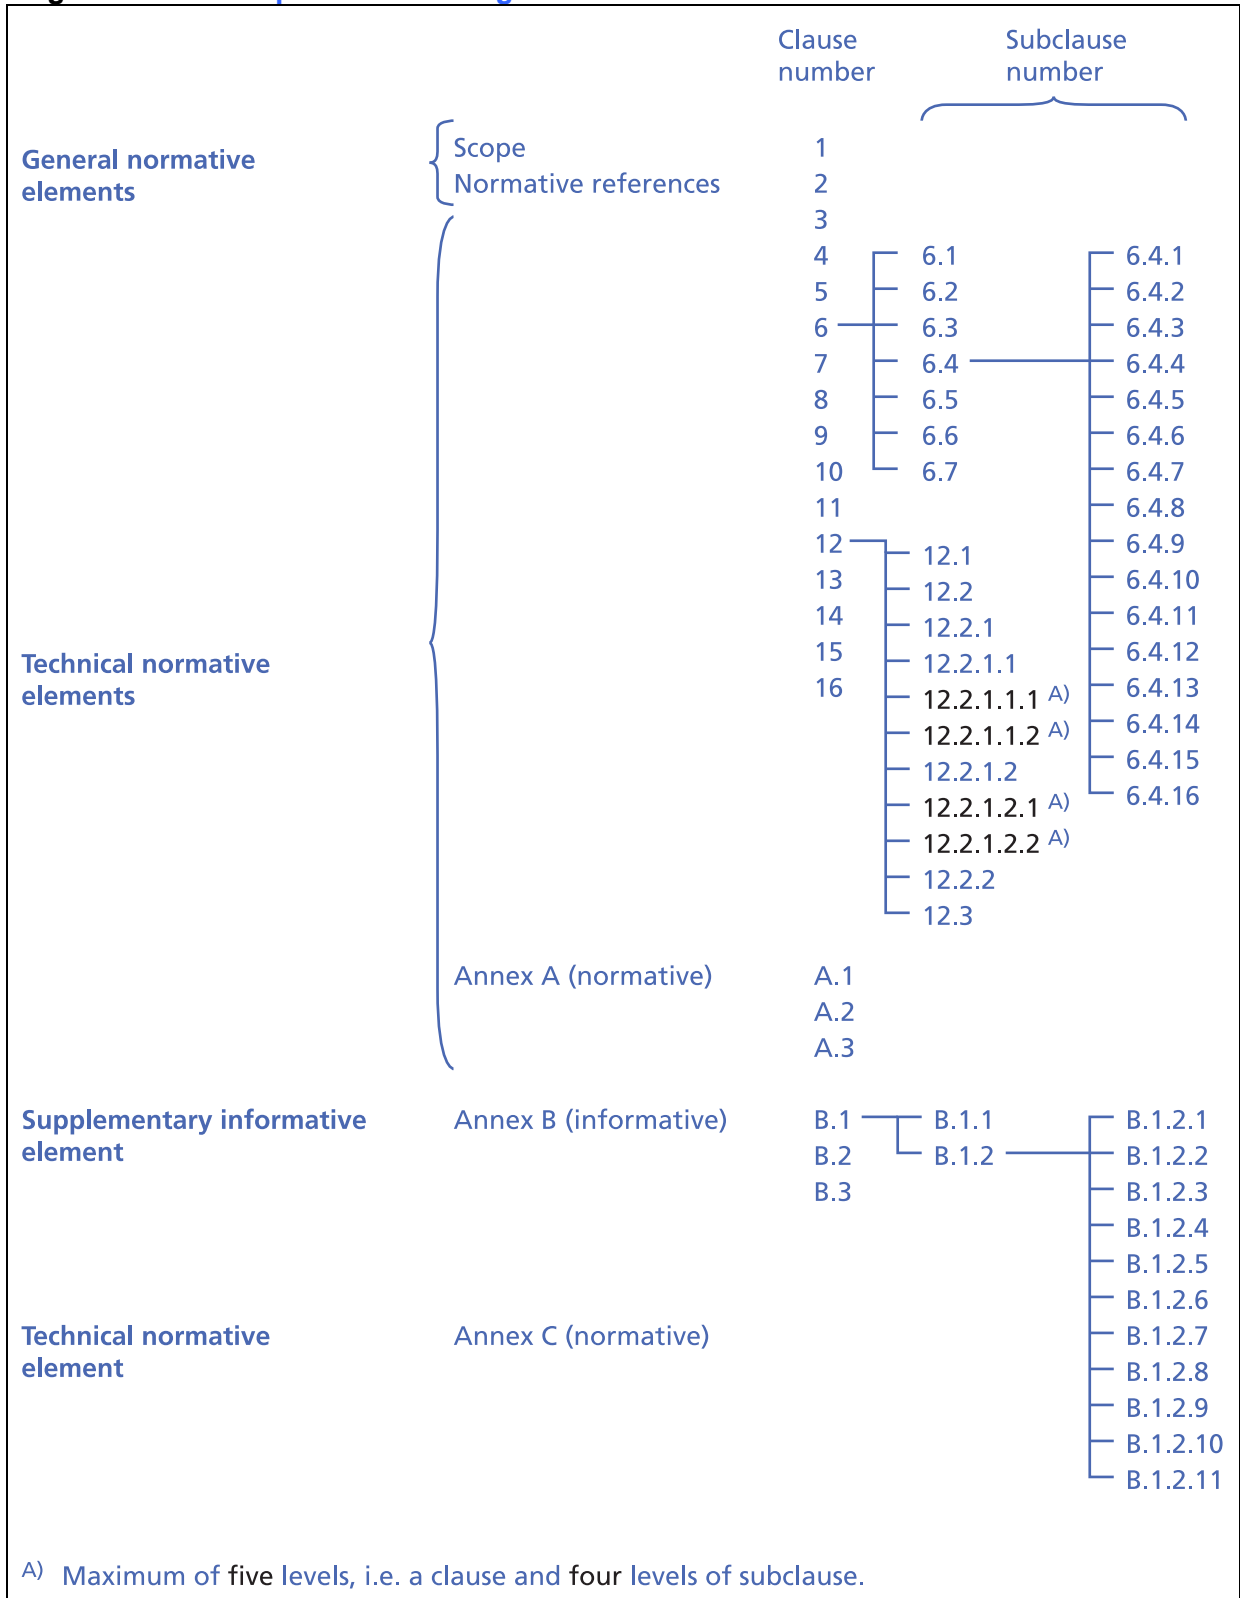 Clause
number
Subclause
number
General normative
elements
Scope 1
Normative references 2
3
4 6.1 6.4.1
5 6.2 6.4.2
6 6.3 6.4.3
7 6.4 6.4.4
8 6.5 6.4.5
9 6.6 6.4.6
10 6.7 6.4.7
11 6.4.8
12 6.4.9
12.1
13 6.4.10
12.2
14 6.4.11
12.2.1
Technical normative
elements
15 6.4.12
12.2.1.1
16 6.4.13
12.2.1.1.1 A)
6.4.14
12.2.1.1.2 A)
6.4.15
12.2.1.2
6.4.16
12.2.1.2.1 A)
12.2.1.2.2 A)
12.2.2
12.3
Annex A (normative) A.1
A.2
A.3
Supplementary informative
element
Annex B (informative) B.1 B.1.1 B.1.2.1
B.2 B.1.2 B.1.2.2
B.3 B.1.2.3
B.1.2.4
B.1.2.5
B.1.2.6
Technical normative
element
Annex C (normative) B.1.2.7
B.1.2.8
B.1.2.9
B.1.2.10
B.1.2.11
A) Maximum of five levels, i.e. a clause and four levels of subclause.